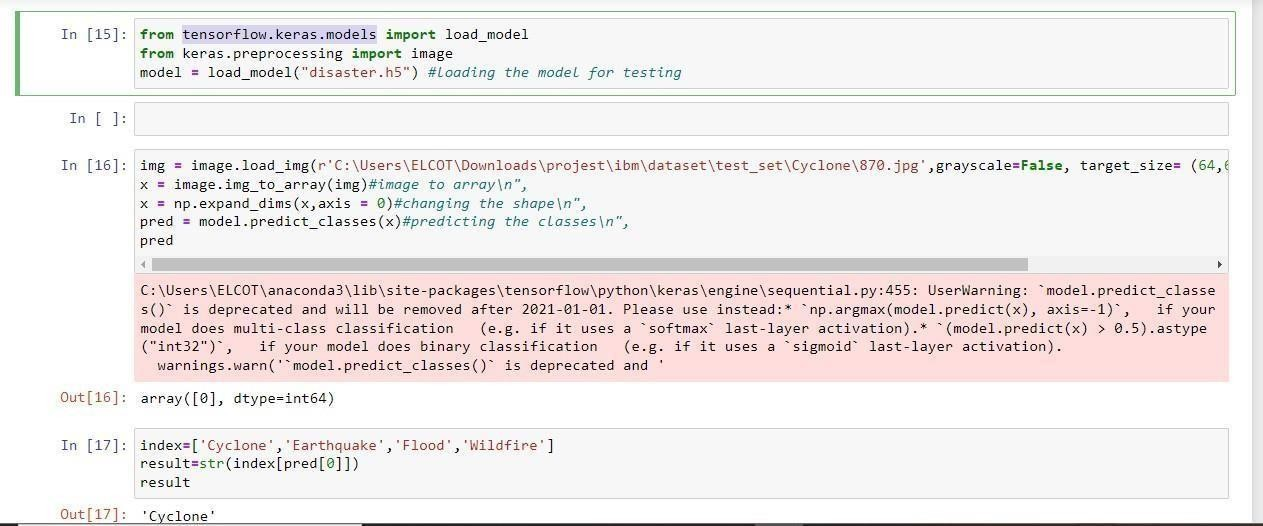 In [15]: from tensorflow.keras.models import load_model
from keras.preprocessing import image
model = load_model("disaster.h5") #Loading the model for testing
In [ ]:
In [16]: img = image.load_img(r'C:\Users\ELCOT\Downloads\projest\ibm\dataset\test_set\Cyclone\870.jpg',grayscale=False, target_size= (64,
x = image.img_to_array(img)#image to array\n",
x = np.expand_dims(x,axis = 0)#changing the shape\n",
pred = model.predict_classes(x)#predicting the classes\n",
pred
C:\Users\ELCOT\anaconda3\lib\site-packages\tensorflow\python\keras\engine\sequential.py:455: UserWarning: `model.predict_classe
s()` is deprecated and will be removed after 2021-01-01. Please use instead:* `np.argmax(model.predict(x), axis=-1)`,   if your
model does multi-class classification   (e.g. if it uses a `softmax` last-layer activation).* `(model.predict(x) > 0.5).astype
("int32")`,   if your model does binary classification   (e.g. if it uses a `sigmoid` last-layer activation).
warnings.warn('`model.predict_classes()` is deprecated and '
Out[16]: array([0], dtype=int64)
In [17]: index=['Cyclone','Earthquake','Flood','Wildfire']
result=str(index[pred[0]])
result
Out[17]: 'Cyclone'